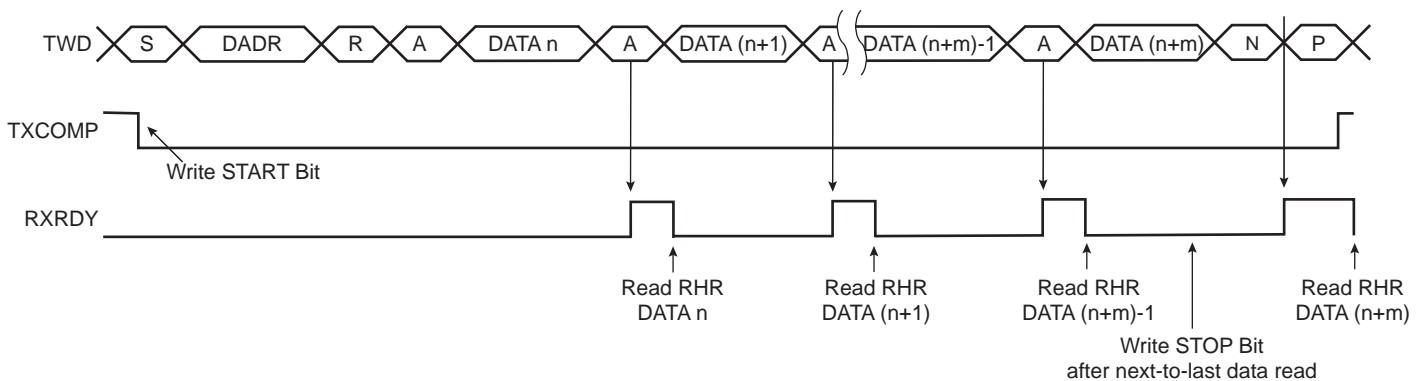 TWD S DADR R A DATA n A DATA (n+1) A DATA (n+m)-1 A DATA (n+m) N P
TXCOMP
Write START Bit
RXRDY
Read RHR
DATA n
Read RHR
DATA (n+1)
Read RHR
DATA (n+m)-1
Read RHR
DATA (n+m)
Write STOP Bit
after next-to-last data read